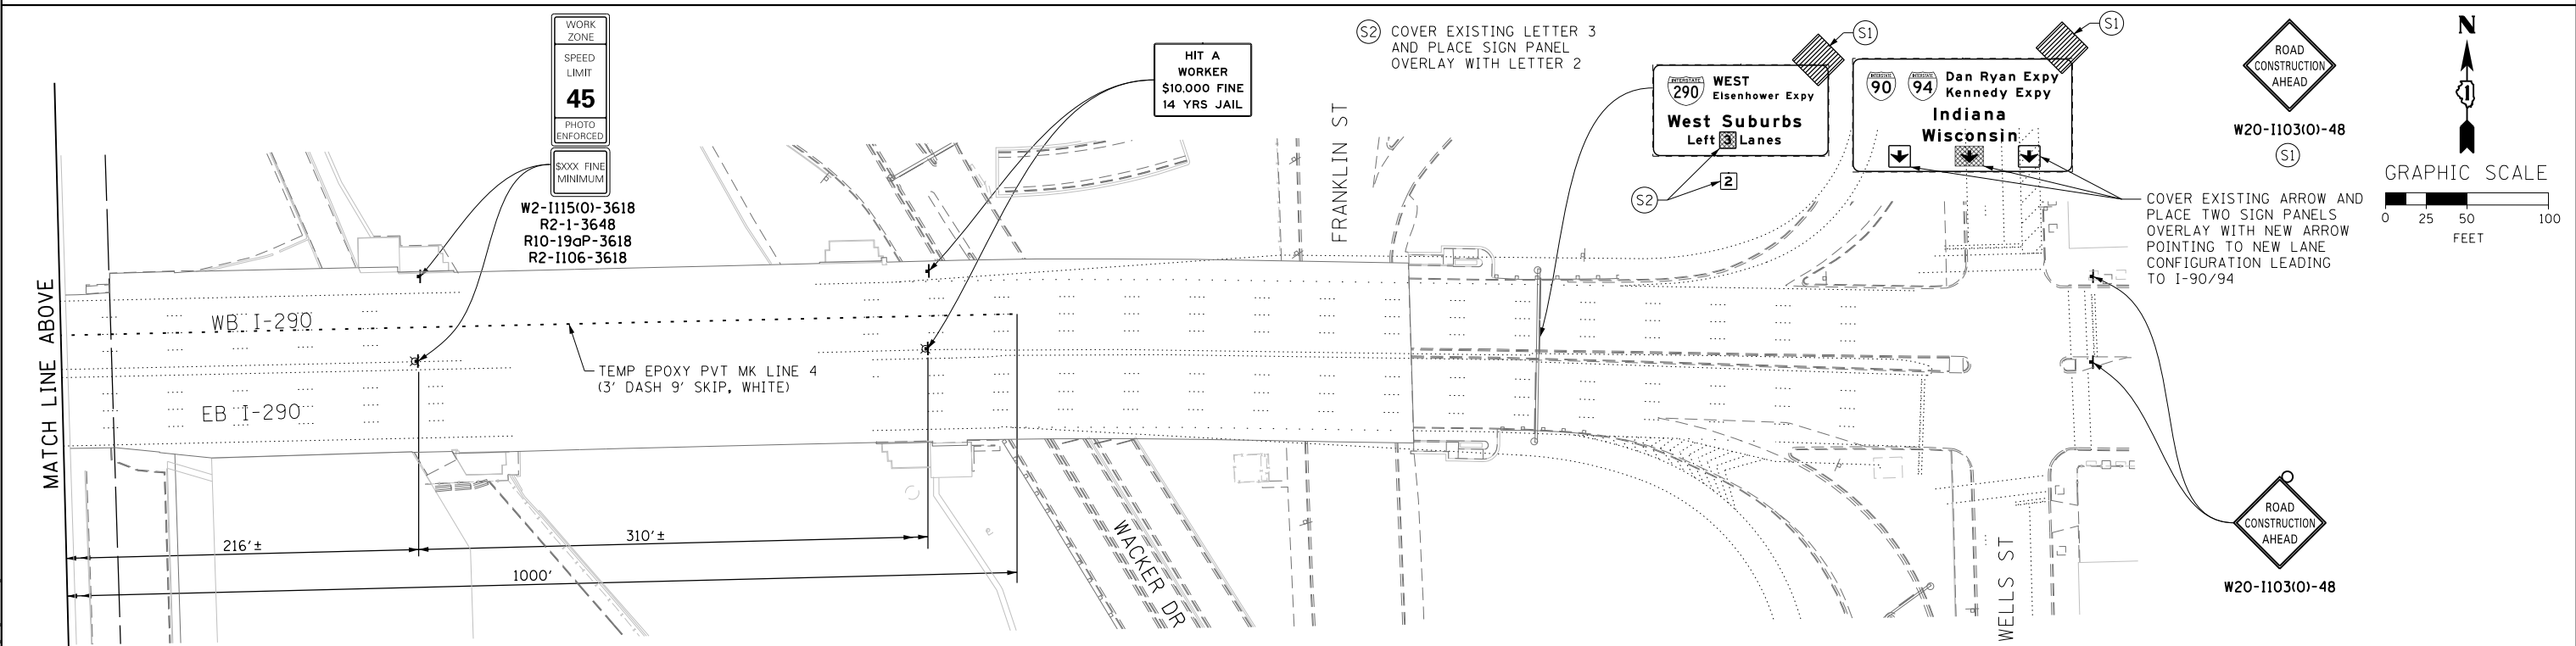 WORK
ZONE
SPEED
LIMIT
45
PHOTO
ENFORCED
$XXX FINE
MINIMUM
W2-I115(0)-3618
R2-1-3648
R10-19aP-3618
R2-I106-3618
HIT A
WORKER
$10,000 FINE
14 YRS JAIL
S2 COVER EXISTING LETTER 3
AND PLACE SIGN PANEL
OVERLAY WITH LETTER 2
S1
INTERSTATE
290
WEST
Eisenhower Expy
West Suburbs
Left 3 Lanes
S2
2
S1
INTERSTATE
90
INTERSTATE
94
Dan Ryan Expy
Kennedy Expy
Indiana
Wisconsin
COVER EXISTING ARROW AND
PLACE TWO SIGN PANELS
OVERLAY WITH NEW ARROW
POINTING TO NEW LANE
CONFIGURATION LEADING
TO I-90/94
ROAD
CONSTRUCTION
AHEAD
W20-I103(0)-48
S1
N
1
GRAPHIC SCALE
0 25 50 100
FEET
MATCH LINE ABOVE
WB I-290
EB I-290
TEMP EPOXY PVT MK LINE 4
(3' DASH 9' SKIP, WHITE)
FRANKLIN ST
WACKER DR
WELLS ST
216'±
310'±
1000'
ROAD
CONSTRUCTION
AHEAD
W20-I103(0)-48